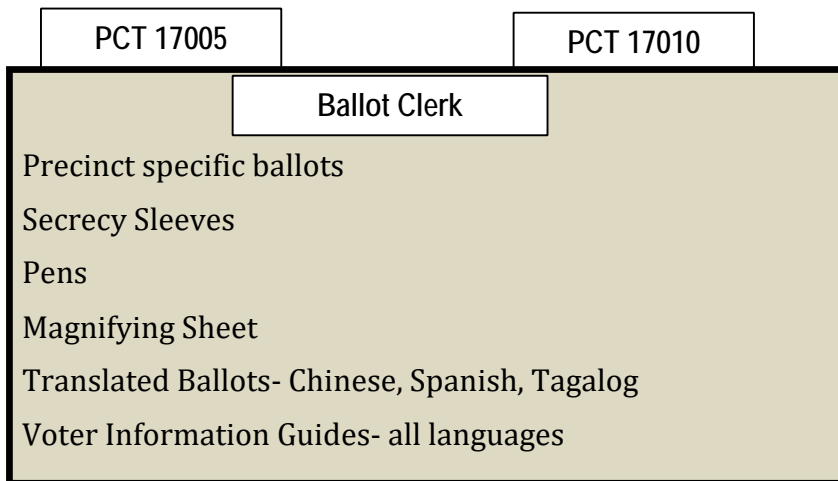 PCT 17005
PCT 17010
Ballot Clerk
Precinct specific ballots
Secrecy Sleeves
Pens
Magnifying Sheet
Translated Ballots- Chinese, Spanish, Tagalog
Voter Information Guides- all languages